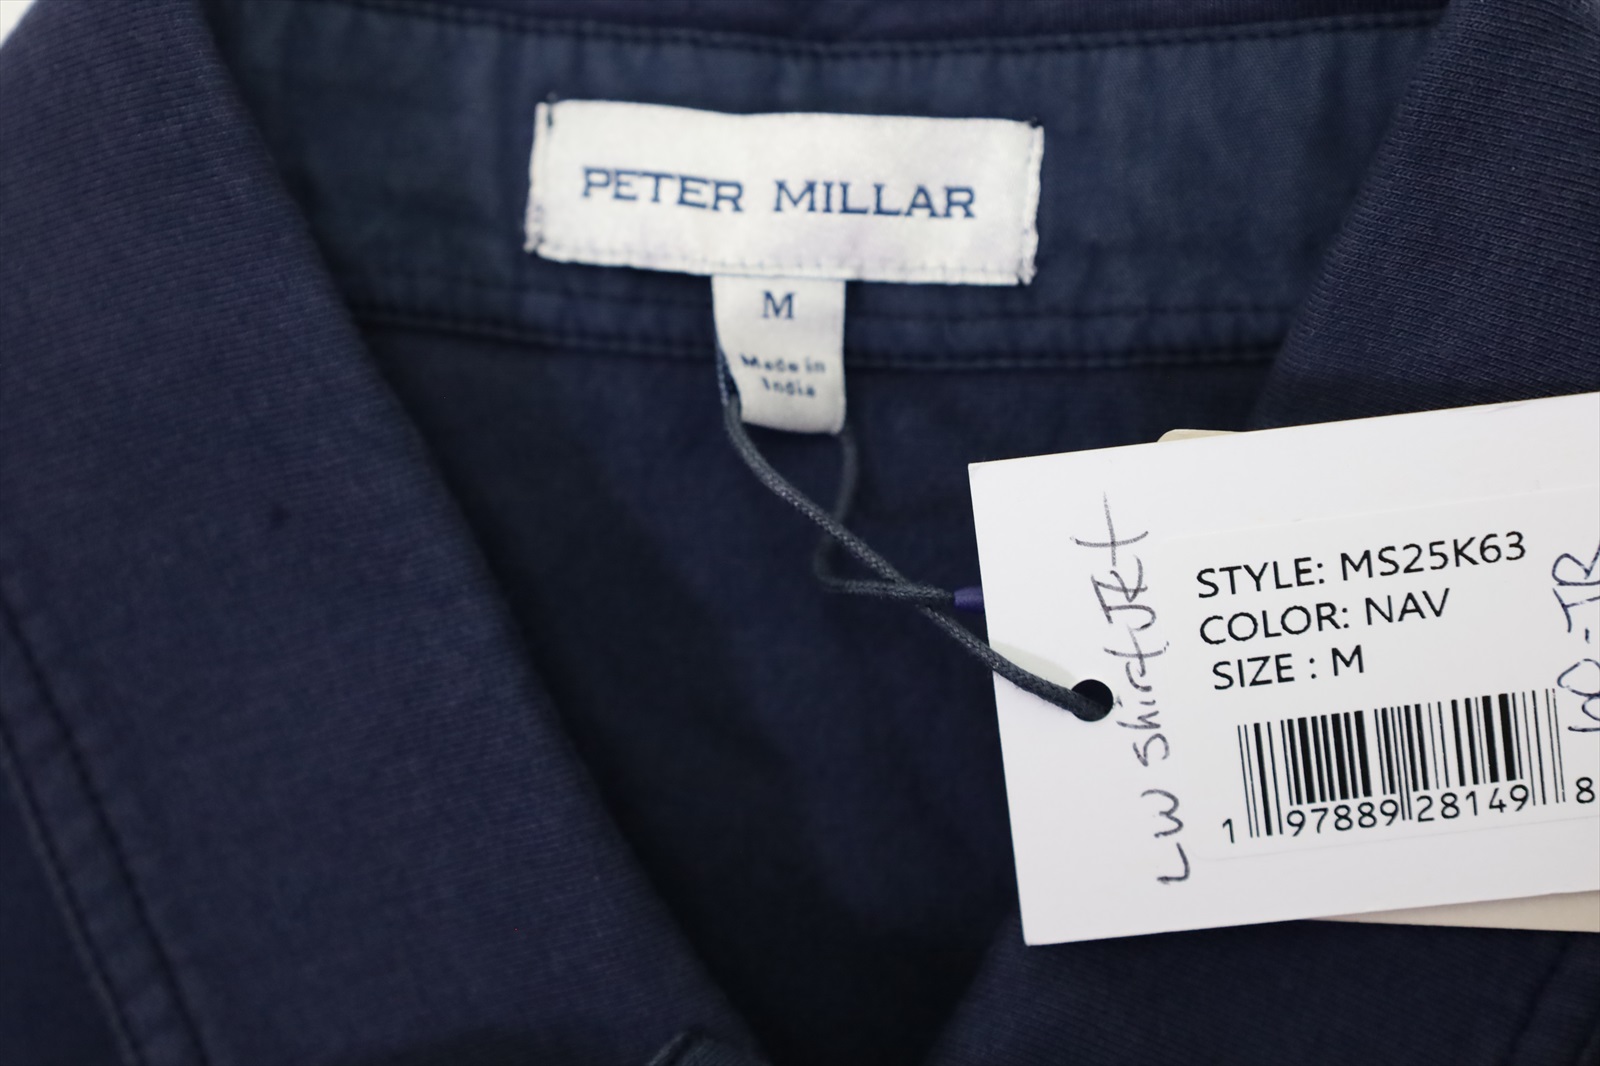 PETER MILLAR
M
Made in
India
LW Shirt Jkt
STYLE: MS25K63
COLOR: NAV
SIZE : M
1 97889 28149 8